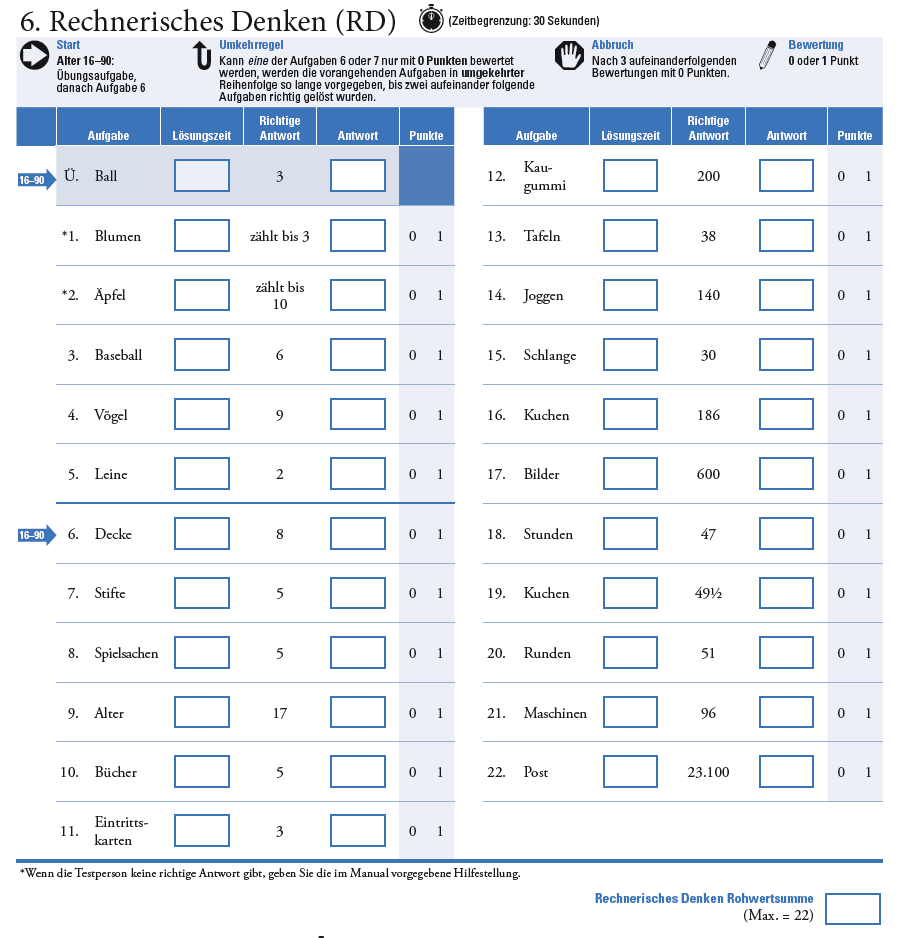 6. Rechnerisches Denken (RD) (Zeitbegrenzung: 30 Sekunden)
Start
Alter 16–90:
Übungsaufgabe,
danach Aufgabe 6
Umkehrregel
Kann eine der Aufgaben 6 oder 7 nur mit 0 Punkten bewertet
werden, werden die vorangehenden Aufgaben in umgekehrter
Reihenfolge so lange vorgegeben, bis zwei aufeinander folgende
Aufgaben richtig gelöst wurden.
Abbruch
Nach 3 aufeinanderfolgenden
Bewertungen mit 0 Punkten.
Bewertung
0 oder 1 Punkt
Aufgabe Lösungszeit Richtige Antwort Antwort Punkte
16–90 Ü. Ball 3
*1. Blumen zählt bis 3 0 1
*2. Äpfel zählt bis 10 0 1
3. Baseball 6 0 1
4. Vögel 9 0 1
5. Leine 2 0 1
16–90 6. Decke 8 0 1
7. Stifte 5 0 1
8. Spielsachen 5 0 1
9. Alter 17 0 1
10. Bücher 5 0 1
11. Eintritts-
karten 3 0 1
Aufgabe Lösungszeit Richtige Antwort Antwort Punkte
12. Kau-
gummi 200 0 1
13. Tafeln 38 0 1
14. Joggen 140 0 1
15. Schlange 30 0 1
16. Kuchen 186 0 1
17. Bilder 600 0 1
18. Stunden 47 0 1
19. Kuchen 49½ 0 1
20. Runden 51 0 1
21. Maschinen 96 0 1
22. Post 23.100 0 1
*Wenn die Testperson keine richtige Antwort gibt, geben Sie die im Manual vorgegebene Hilfestellung.
Rechnerisches Denken Rohwertsumme
(Max. = 22)